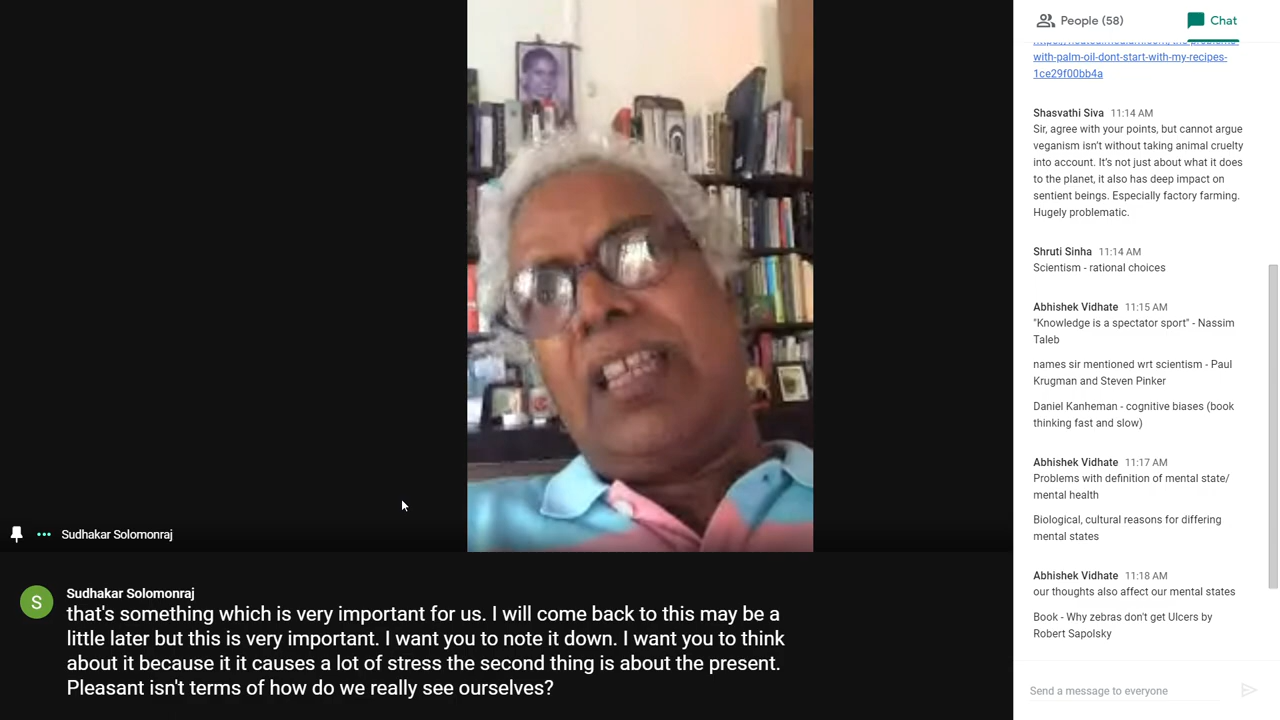 People (58)
Chat
with-palm-oil-dont-start-with-my-recipes-
1ce29f00bb4a
Shasvathi Siva 11:14 AM
Sir, agree with your points, but cannot argue
veganism isn't without taking animal cruelty
into account. It's not just about what it does
to the planet, it also has deep impact on
sentient beings. Especially factory farming.
Hugely problematic.
Shruti Sinha 11:14 AM
Scientism - rational choices
Abhishek Vidhate 11:15 AM
"Knowledge is a spectator sport" - Nassim
Taleb
names sir mentioned wrt scientism - Paul
Krugman and Steven Pinker
Daniel Kanheman - cognitive biases (book
thinking fast and slow)
Abhishek Vidhate 11:17 AM
Problems with definition of mental state/
mental health
Biological, cultural reasons for differing
mental states
Abhishek Vidhate 11:18 AM
our thoughts also affect our mental states
Book - Why zebras don't get Ulcers by
Robert Sapolsky
Send a message to everyone
Sudhakar Solomonraj
S
Sudhakar Solomonraj
that's something which is very important for us. I will come back to this may be a
little later but this is very important. I want you to note it down. I want you to think
about it because it it causes a lot of stress the second thing is about the present.
Pleasant isn't terms of how do we really see ourselves?